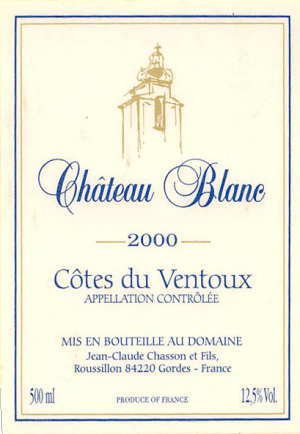 Château Blanc
2000
Côtes du Ventoux
APPELLATION CONTRÔLÉE
MIS EN BOUTEILLE AU DOMAINE
Jean-Claude Chasson et Fils,
Roussillon 84220 Gordes - France
500 ml PRODUCE OF FRANCE 12,5% Vol.